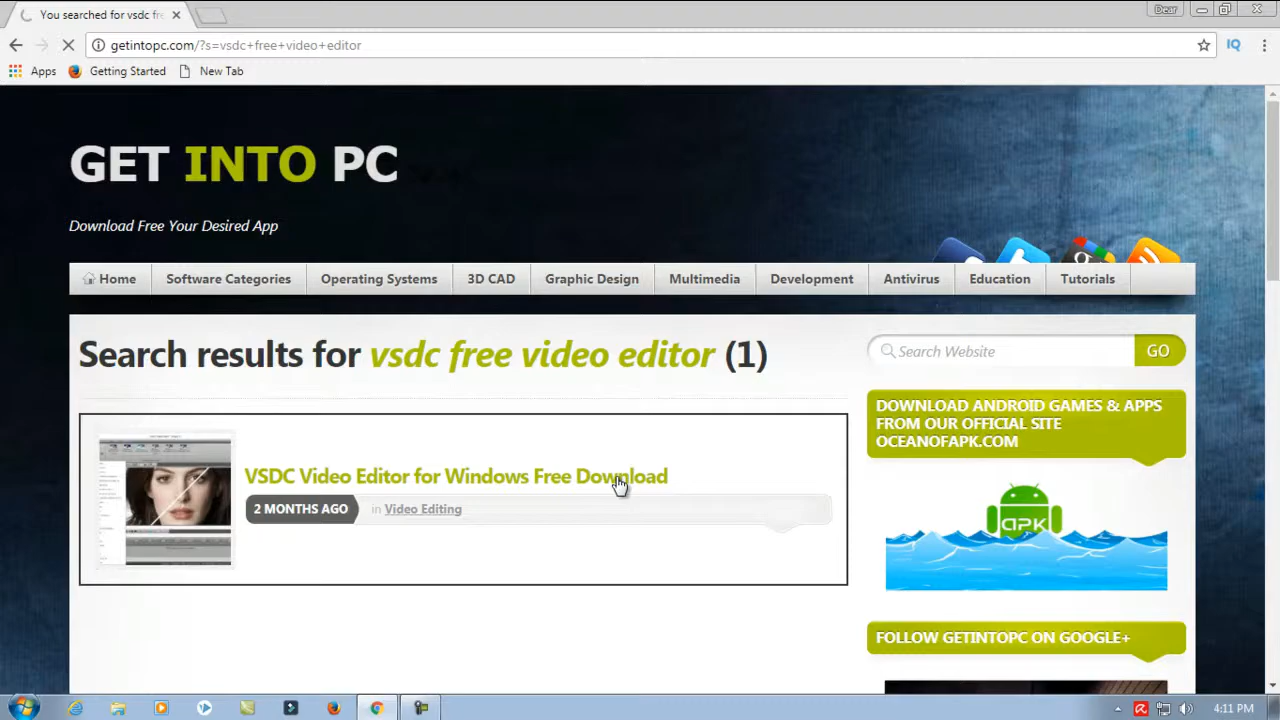 You searched for vsdc fre
Dear
getintopc.com/?s=vsdc+free+video+editor
IQ
Apps
Getting Started
New Tab
GET INTO PC
Download Free Your Desired App
Home
Software Categories
Operating Systems
3D CAD
Graphic Design
Multimedia
Development
Antivirus
Education
Tutorials
Search results for vsdc free video editor (1)
Search Website
GO
VSDC Video Editor for Windows Free Download
2 MONTHS AGO
in Video Editing
DOWNLOAD ANDROID GAMES & APPS
FROM OUR OFFICIAL SITE
OCEANOFAPK.COM
apk
FOLLOW GETINTOPC ON GOOGLE+
4:11 PM